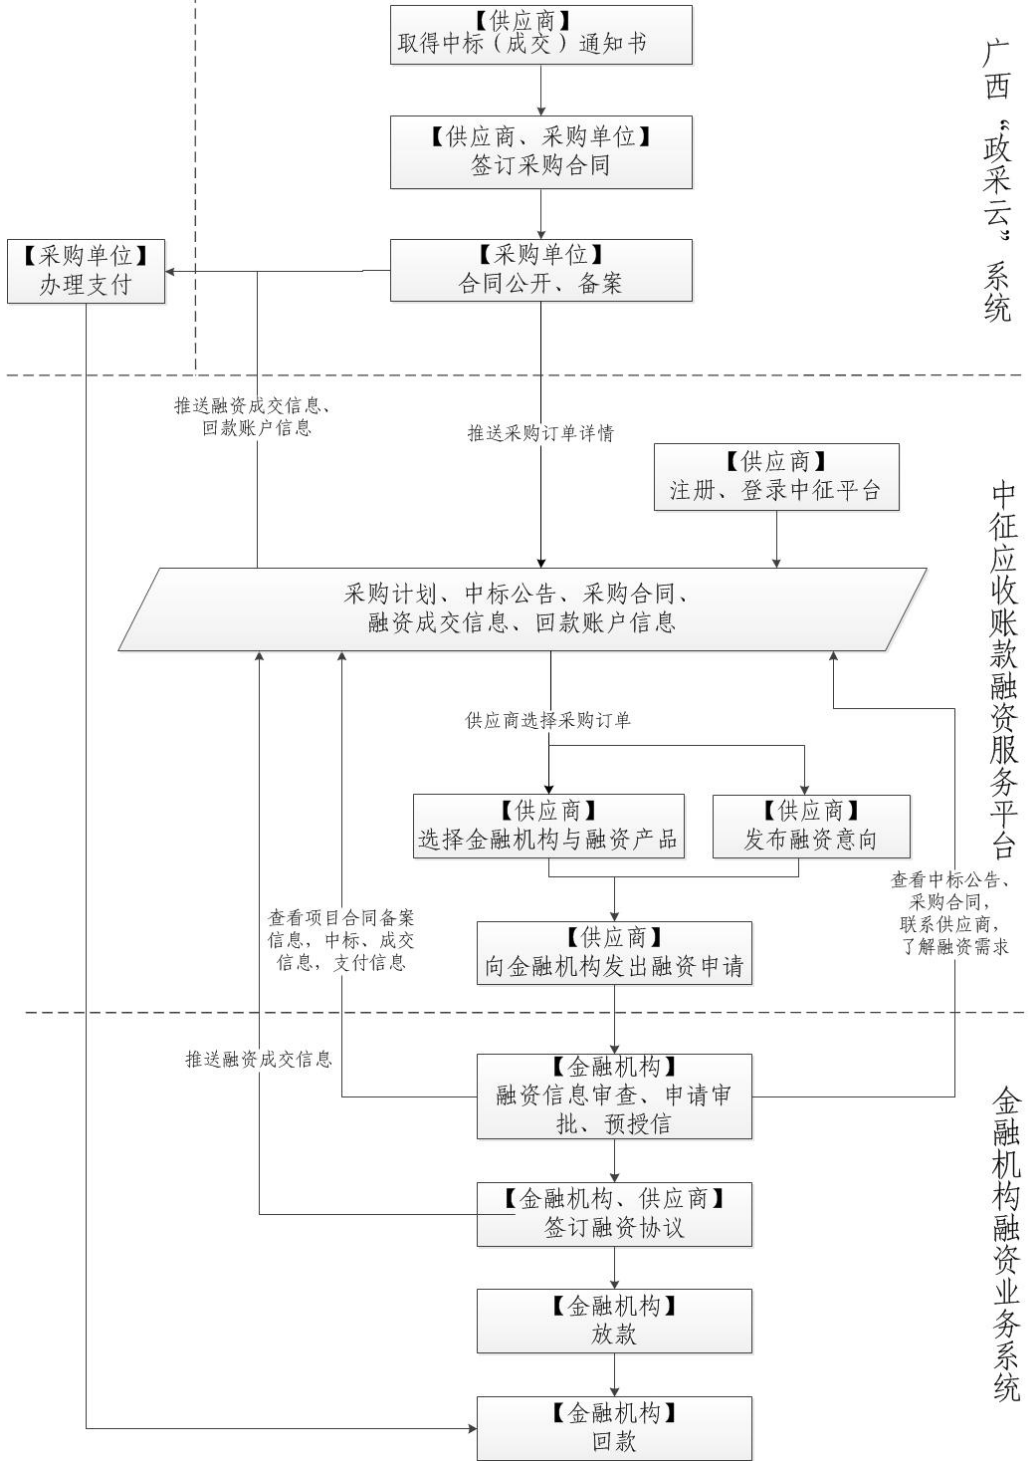 【供应商】
取得中标（成交）通知书
【供应商、采购单位】
签订采购合同
【采购单位】
办理支付
【采购单位】
合同公开、备案
广西“政采云”系统
推送融资成交信息、
回款账户信息
推送采购订单详情
【供应商】
注册、登录中征平台
采购计划、中标公告、采购合同、
融资成交信息、回款账户信息
中征应收账款融资服务平台
供应商选择采购订单
【供应商】
选择金融机构与融资产品
【供应商】
发布融资意向
查看中标公告、
采购合同，
联系供应商，
了解融资需求
查看项目合同备案
信息，中标、成交
信息，支付信息
【供应商】
向金融机构发出融资申请
推送融资成交信息
【金融机构】
融资信息审查、申请审
批、预授信
金融机构融资业务系统
【金融机构、供应商】
签订融资协议
【金融机构】
放款
【金融机构】
回款